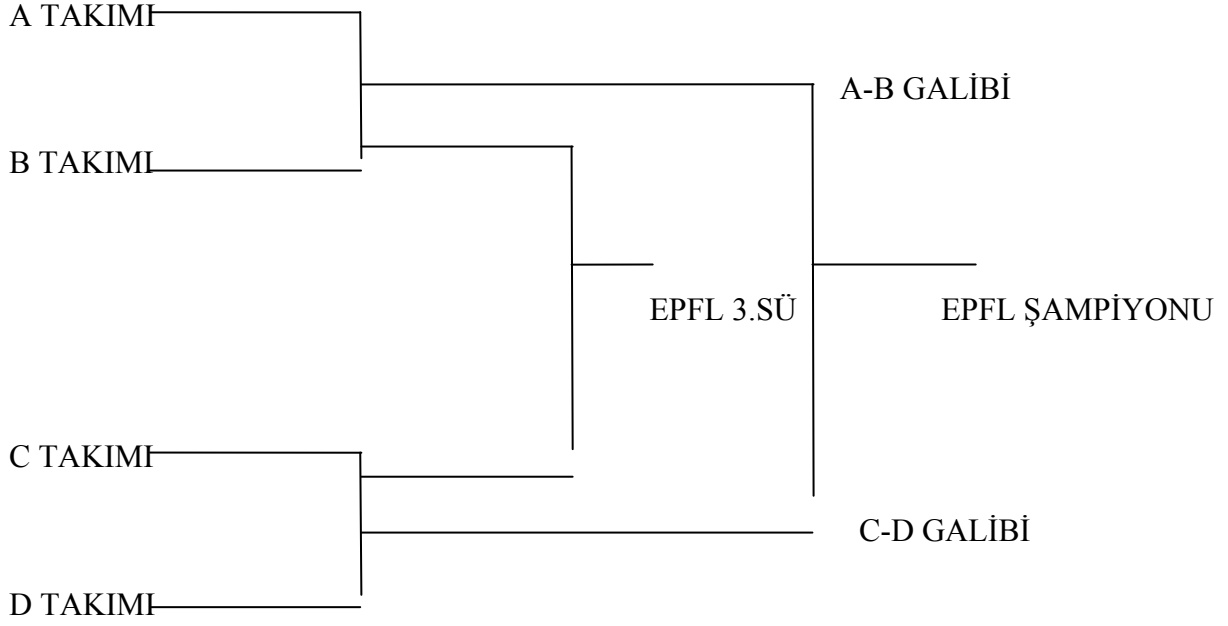 A TAKIMI
A-B GALİBİ
B TAKIMI
EPFL 3.SÜ
EPFL ŞAMPİYONU
C TAKIMI
C-D GALİBİ
D TAKIMI